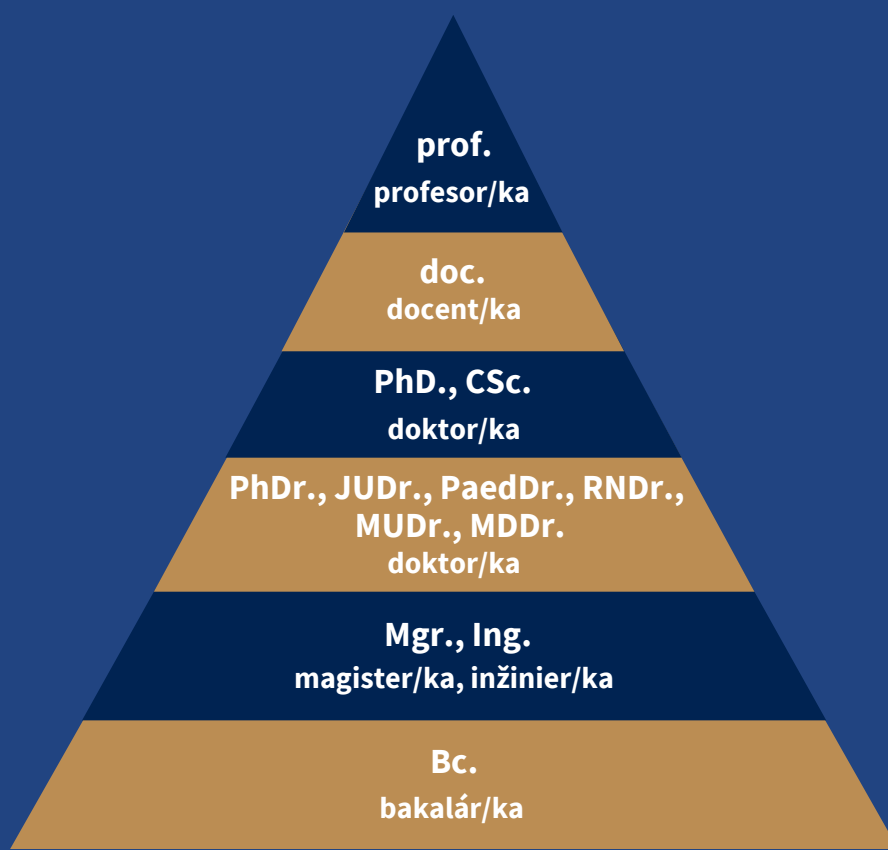 prof.
profesor/ka
doc.
docent/ka
PhD., CSc.
doktor/ka
PhDr., JUDr., PaedDr., RNDr.,
MUDr., MDDr.
doktor/ka
Mgr., Ing.
magister/ka, inžinier/ka
Bc.
bakalár/ka